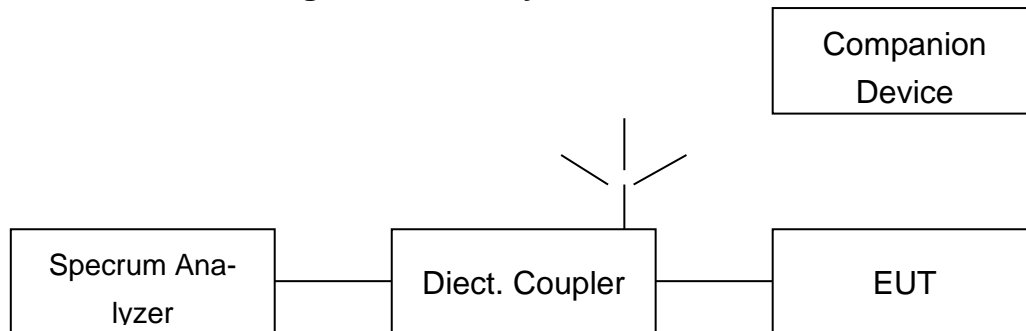 Companion
Device
Specrum Ana-
lyzer
Diect. Coupler
EUT